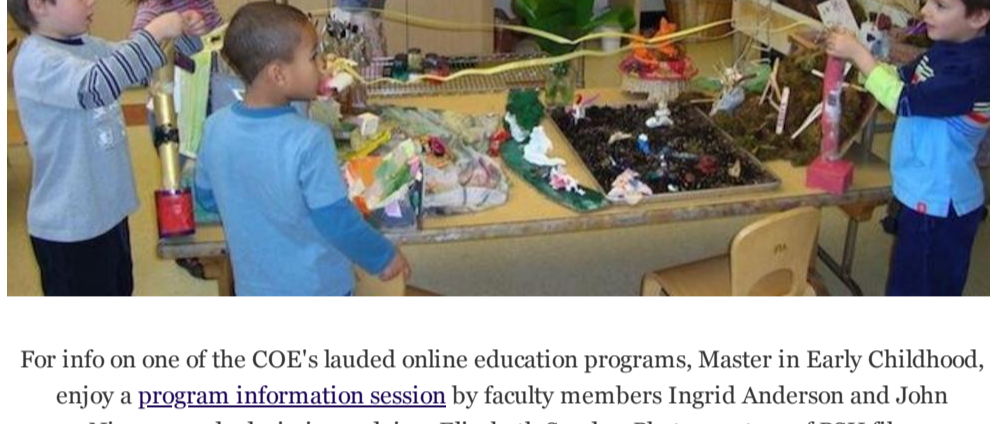 For info on one of the COE's lauded online education programs, Master in Early Childhood,
enjoy a program information session by faculty members Ingrid Anderson and John